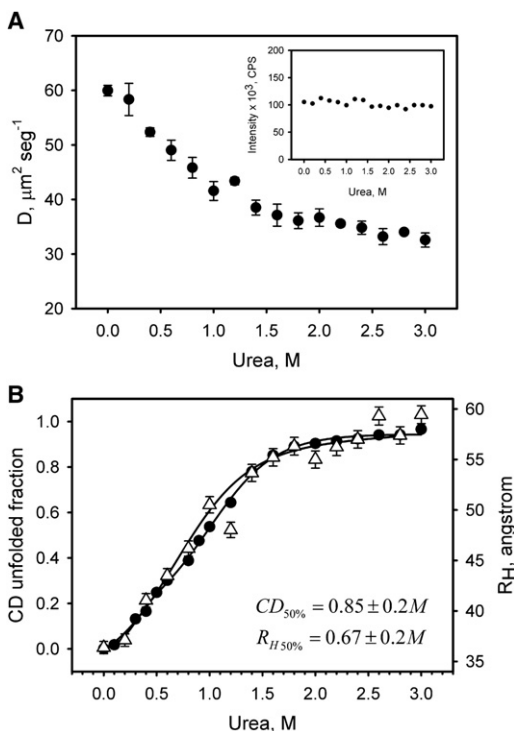 A
70
60
50
40
30
20
D, μm² seg⁻¹
0.0 0.5 1.0 1.5 2.0 2.5 3.0
Urea, M
200
150
100
50
0
Intensity x 10³, CPS
0.0 0.5 1.0 1.5 2.0 2.5 3.0
Urea, M
B
1.0
0.8
0.6
0.4
0.2
0.0
CD unfolded fraction
60
55
50
45
40
35
R_H, angstrom
CD₅₀% = 0.85 ± 0.2M
R_H 50% = 0.67 ± 0.2M
0.0 0.5 1.0 1.5 2.0 2.5 3.0
Urea, M